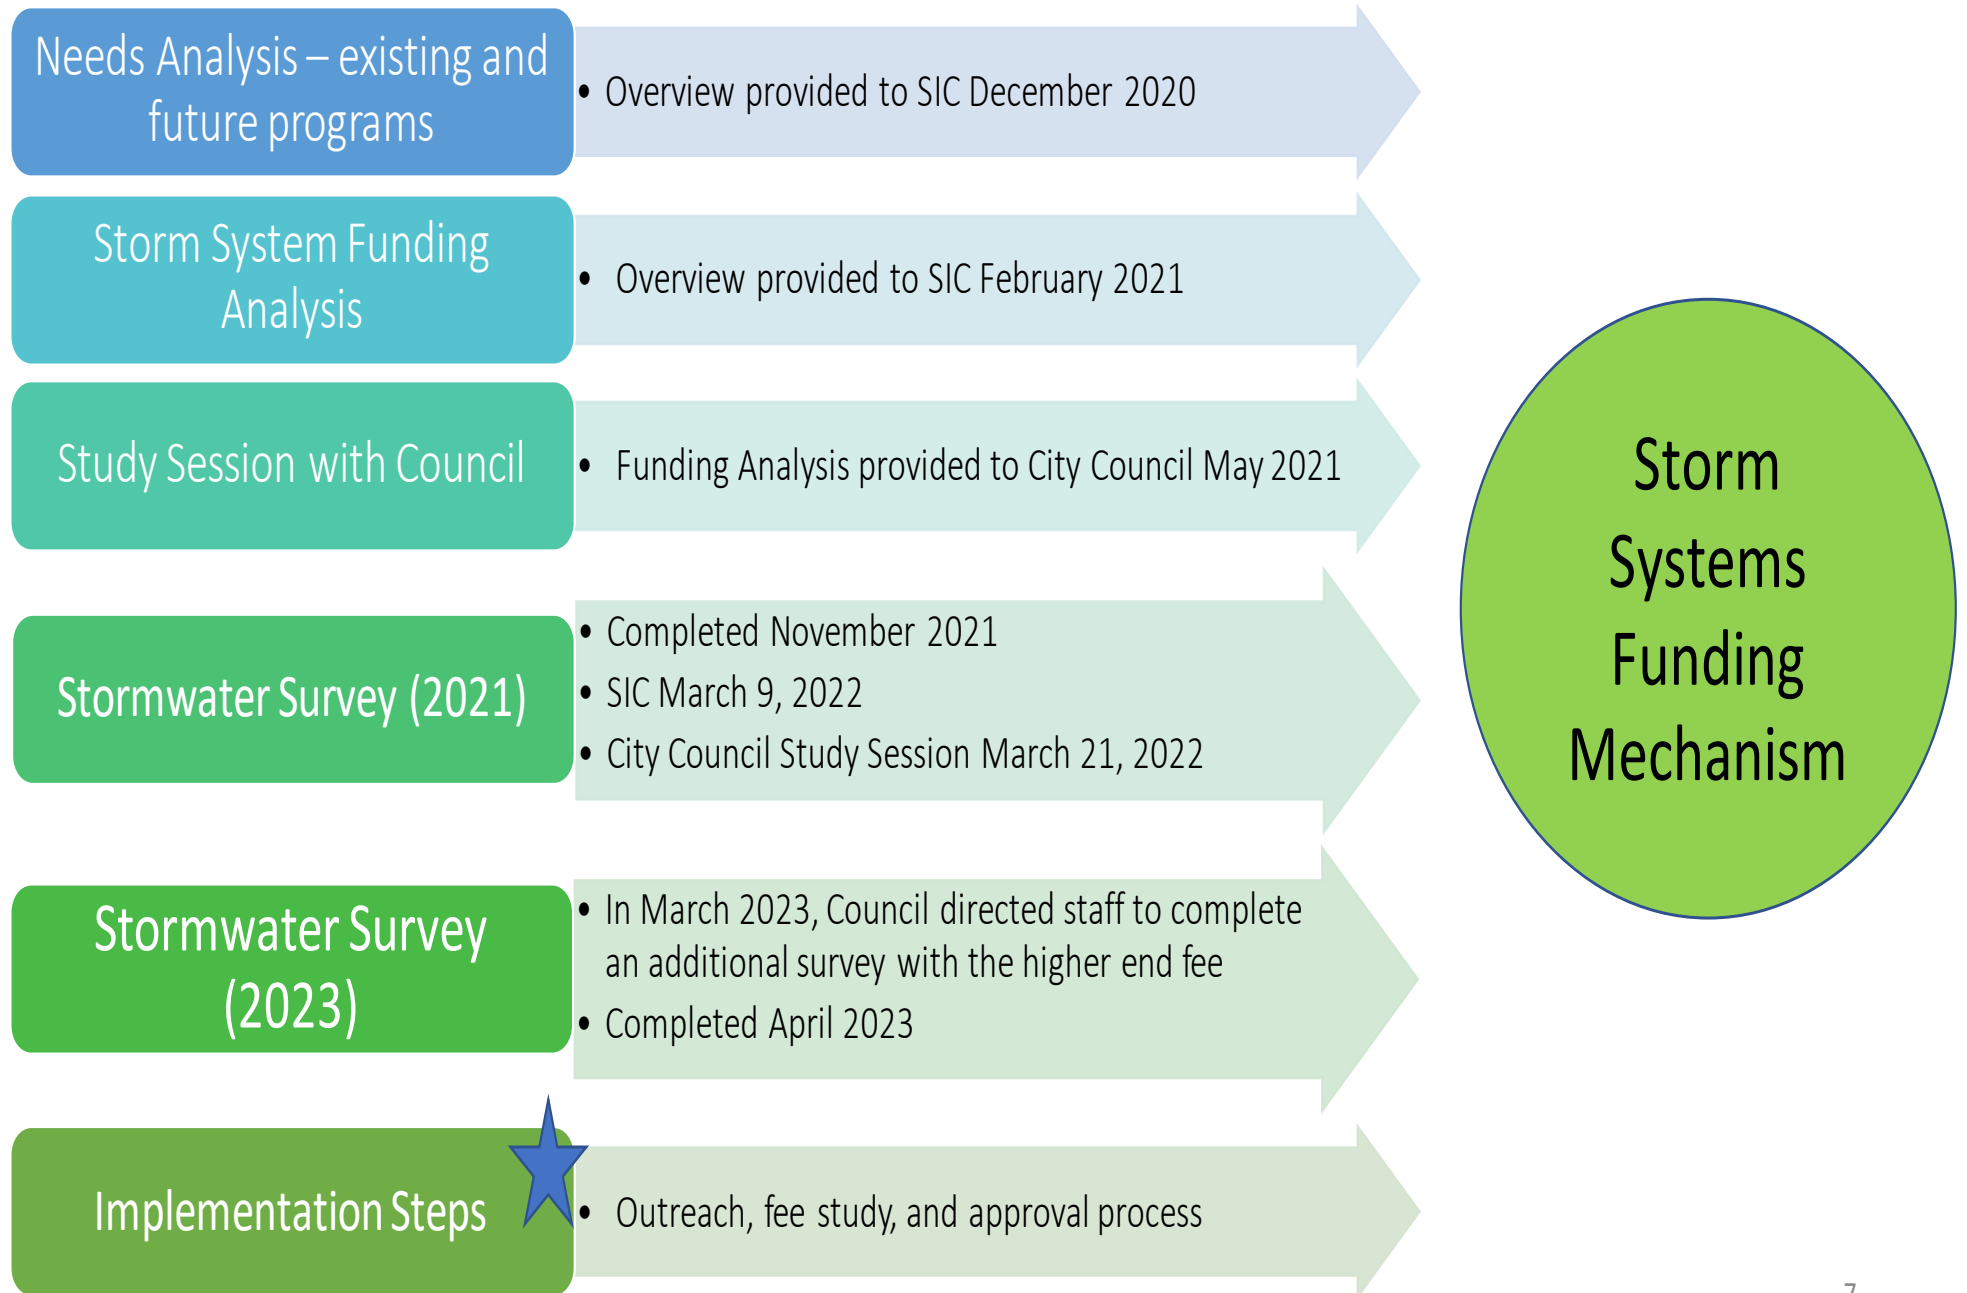 Needs Analysis – existing and
future programs
• Overview provided to SIC December 2020
Storm System Funding
Analysis
• Overview provided to SIC February 2021
Study Session with Council
• Funding Analysis provided to City Council May 2021
Stormwater Survey (2021)
• Completed November 2021
• SIC March 9, 2022
• City Council Study Session March 21, 2022
Stormwater Survey
(2023)
• In March 2023, Council directed staff to complete
an additional survey with the higher end fee
• Completed April 2023
Implementation Steps
• Outreach, fee study, and approval process
Storm
Systems
Funding
Mechanism
7